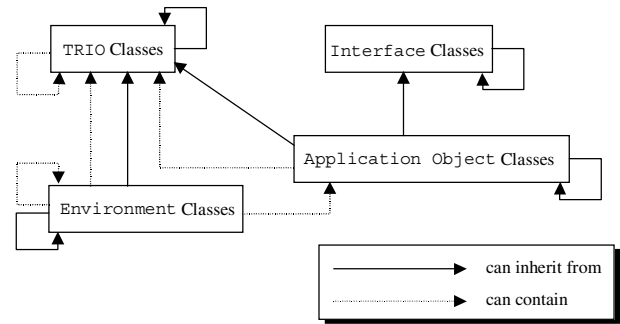 TRIO Classes
Interface Classes
Application Object Classes
Environment Classes
can inherit from
can contain